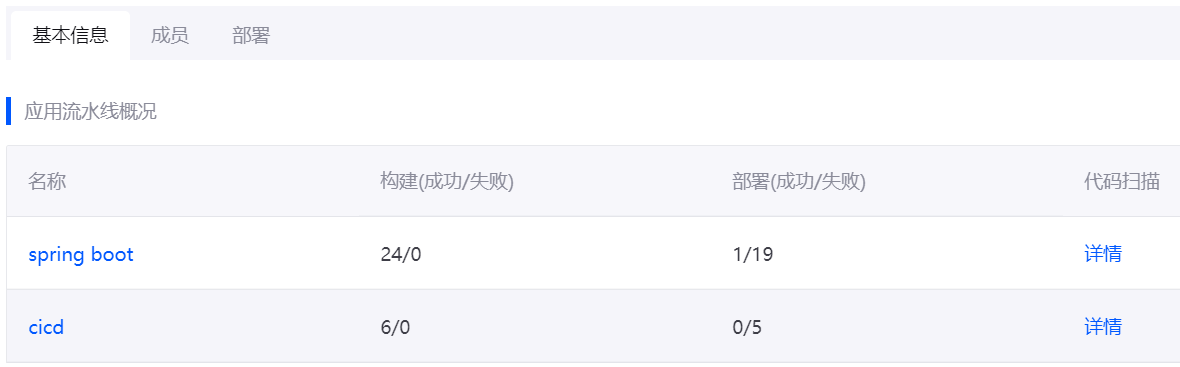 基本信息 成员 部署
应用流水线概况
名称 构建(成功/失败) 部署(成功/失败) 代码扫描
spring boot 24/0 1/19 详情
cicd 6/0 0/5 详情